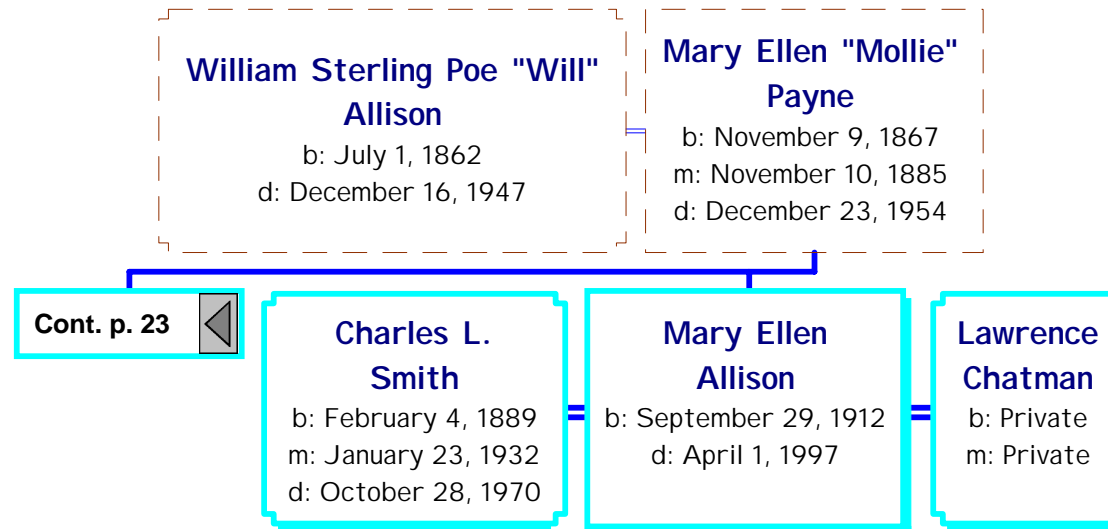 William Sterling Poe "Will"
Allison
b: July 1, 1862
d: December 16, 1947
Mary Ellen "Mollie"
Payne
b: November 9, 1867
m: November 10, 1885
d: December 23, 1954
Cont. p. 23
Charles L.
Smith
b: February 4, 1889
m: January 23, 1932
d: October 28, 1970
Mary Ellen
Allison
b: September 29, 1912
d: April 1, 1997
Lawrence
Chatman
b: Private
m: Private